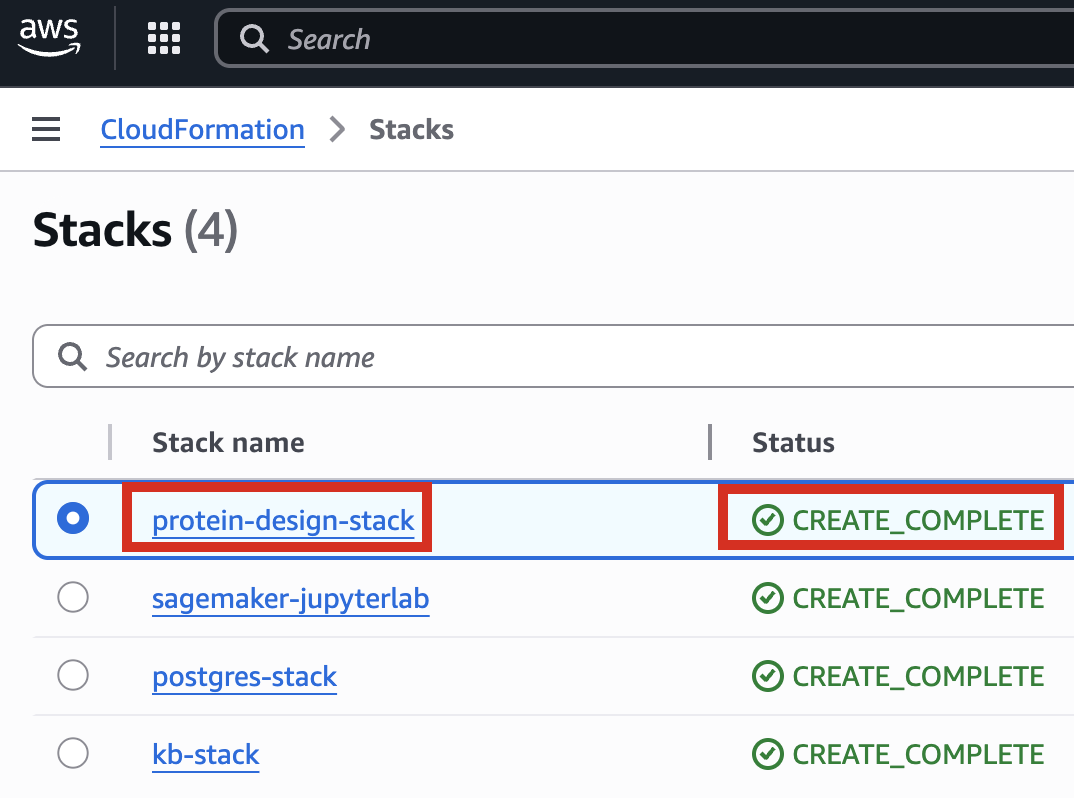 aws Search
CloudFormation > Stacks
Stacks (4)
Search by stack name
Stack name Status
protein-design-stack CREATE_COMPLETE
sagemaker-jupyterlab CREATE_COMPLETE
postgres-stack CREATE_COMPLETE
kb-stack CREATE_COMPLETE